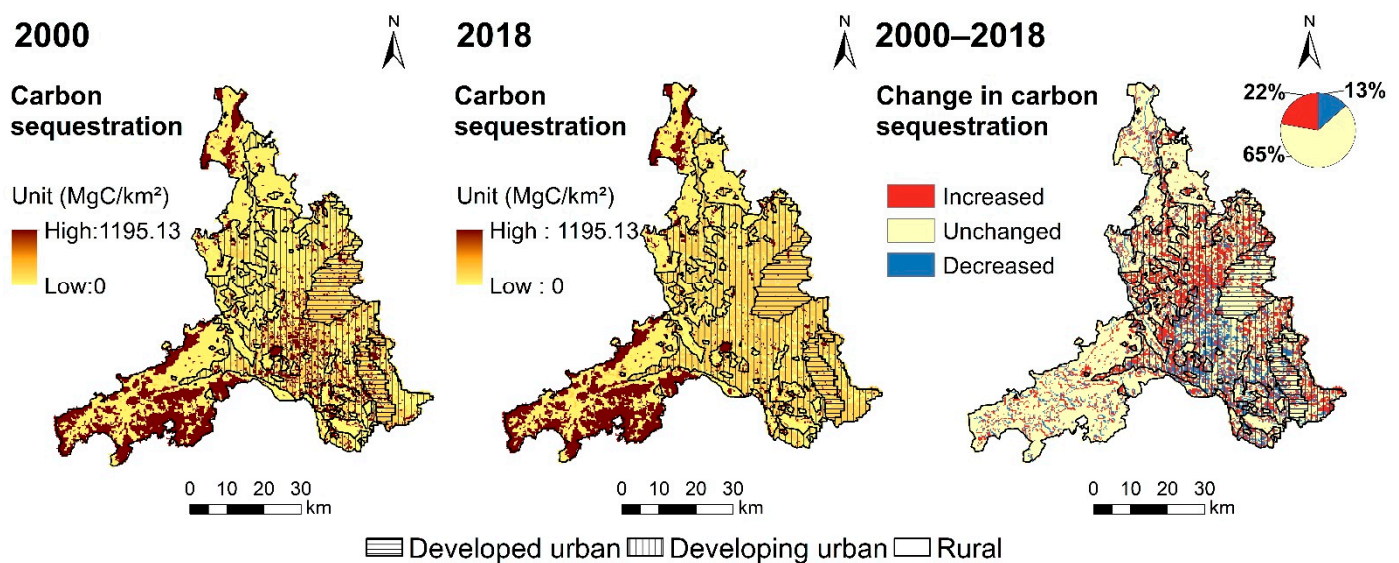 2000
N
Carbon
sequestration
Unit (MgC/km²)
High:1195.13
Low:0
0 10 20 30
km
2018
N
Carbon
sequestration
Unit (MgC/km²)
High : 1195.13
Low : 0
0 10 20 30
km
2000–2018
N
Change in carbon
sequestration
22%
13%
65%
Increased
Unchanged
Decreased
0 10 20 30
km
Developed urban Developing urban Rural